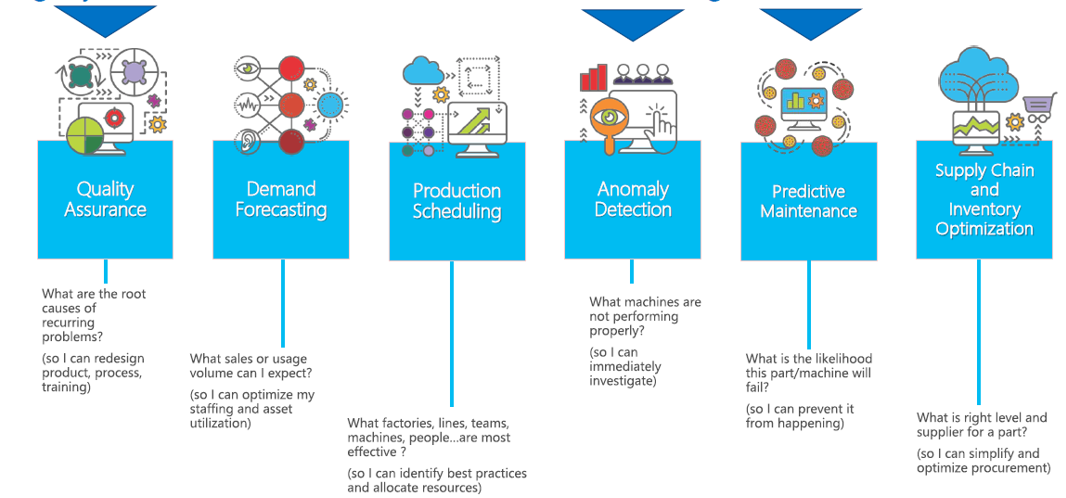 Quality
Assurance
Demand
Forecasting
Production
Scheduling
Anomaly
Detection
Predictive
Maintenance
Supply Chain
and
Inventory
Optimization
What are the root
causes of
recurring
problems?
(so I can redesign
product, process,
training)
What sales or usage
volume can I expect?
(so I can optimize my
staffing and asset
utilization)
What factories, lines, teams,
machines, people...are most
effective ?
(so I can identify best practices
and allocate resources)
What machines are
not performing
properly?
(so I can
immediately
investigate)
What is the likelihood
this part/machine will
fail?
(so I can prevent it
from happening)
What is right level and
supplier for a part?
(so I can simplify and
optimize procurement)